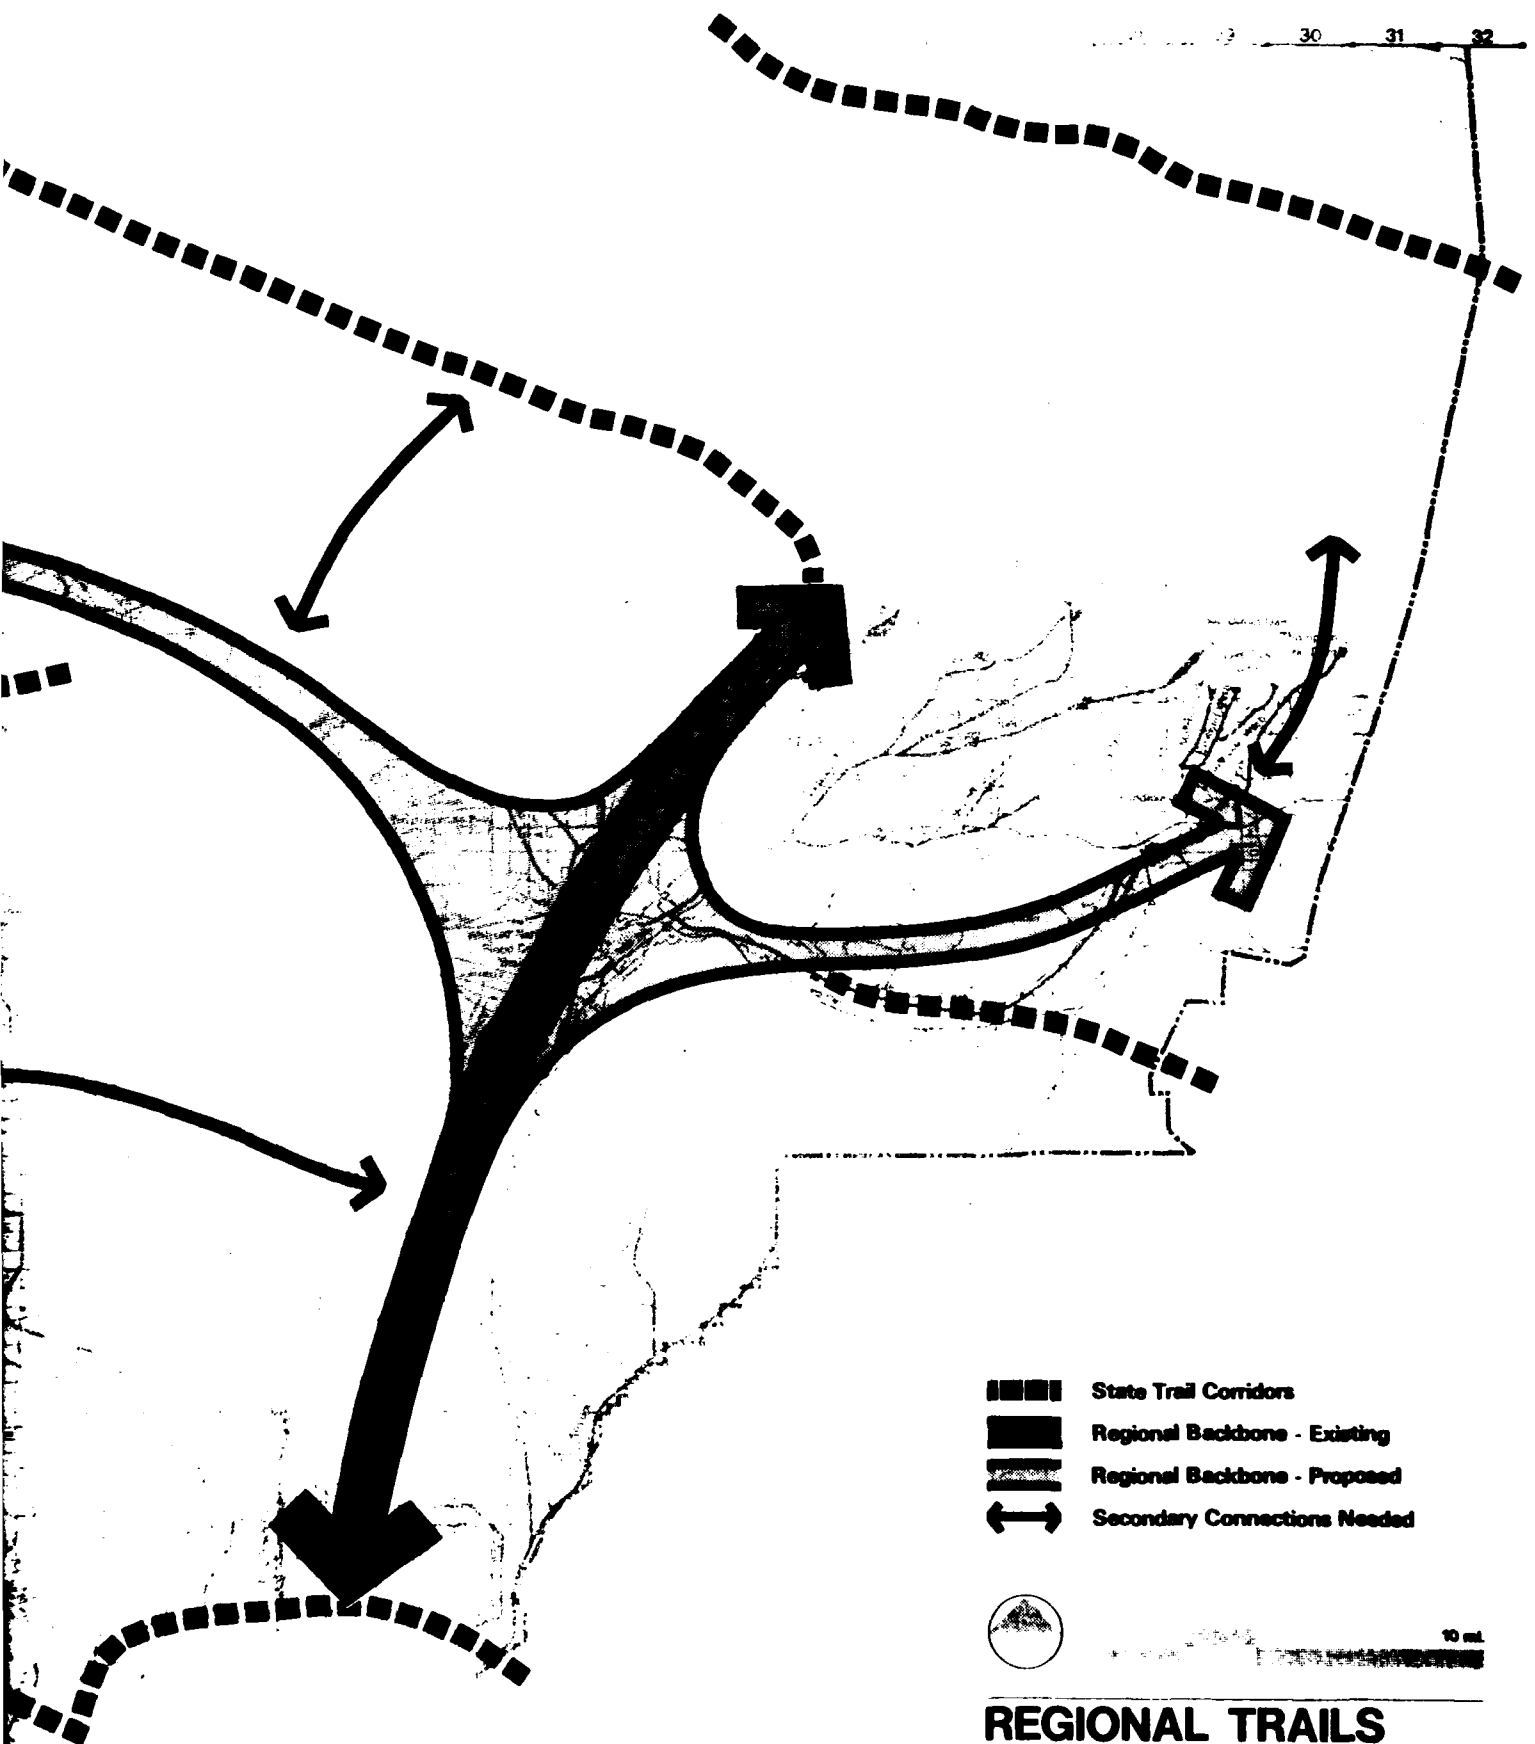 30 31 32
State Trail Corridors
Regional Backbone - Existing
Regional Backbone - Proposed
Secondary Connections Needed
10 mi.
REGIONAL TRAILS